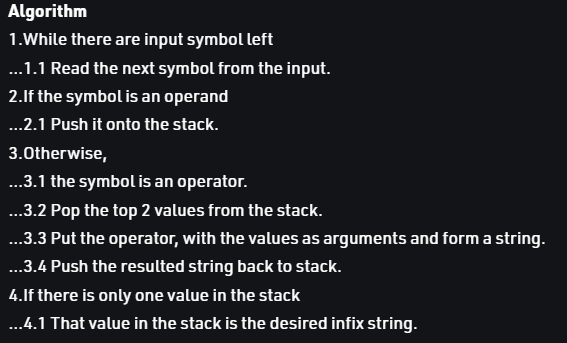 Algorithm
1.While there are input symbol left
...1.1 Read the next symbol from the input.
2.If the symbol is an operand
...2.1 Push it onto the stack.
3.Otherwise,
...3.1 the symbol is an operator.
...3.2 Pop the top 2 values from the stack.
...3.3 Put the operator, with the values as arguments and form a string.
...3.4 Push the resulted string back to stack.
4.If there is only one value in the stack
...4.1 That value in the stack is the desired infix string.